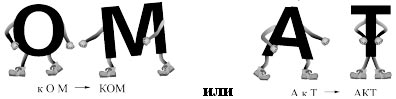 О М А Т
к О М → КОМ или А к Т → АКТ